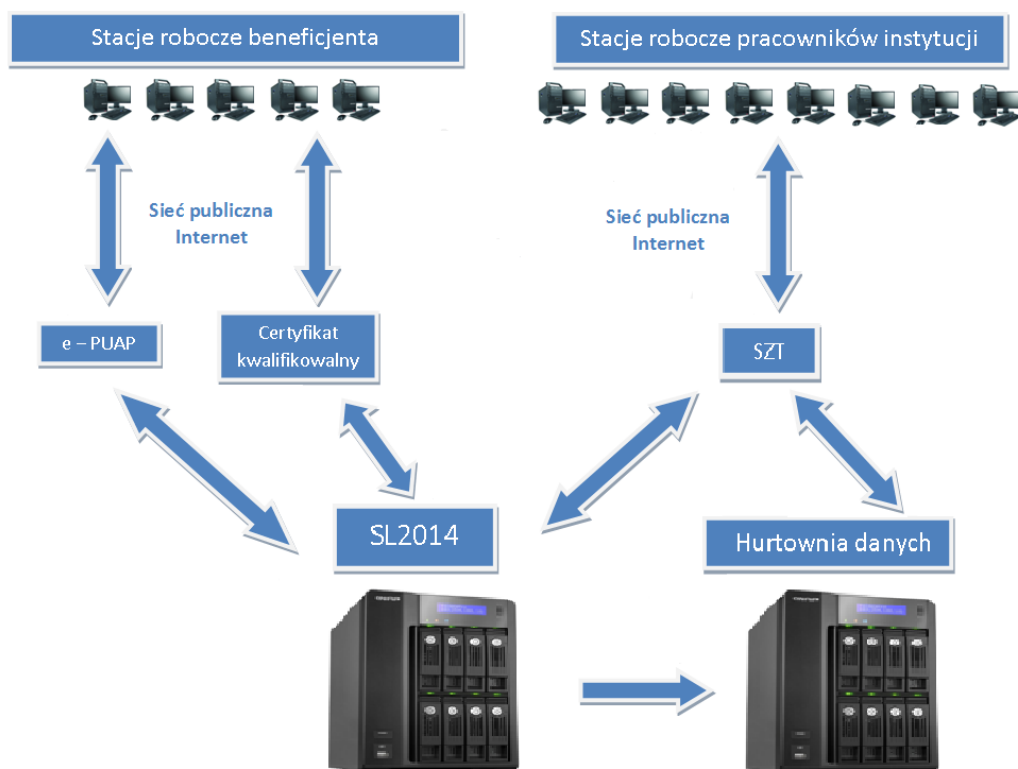 Stacje robocze beneficjenta
Stacje robocze pracowników instytucji
Sieć publiczna
Internet
Sieć publiczna
Internet
e – PUAP
Certyfikat
kwalifikowalny
SZT
SL2014
Hurtownia danych